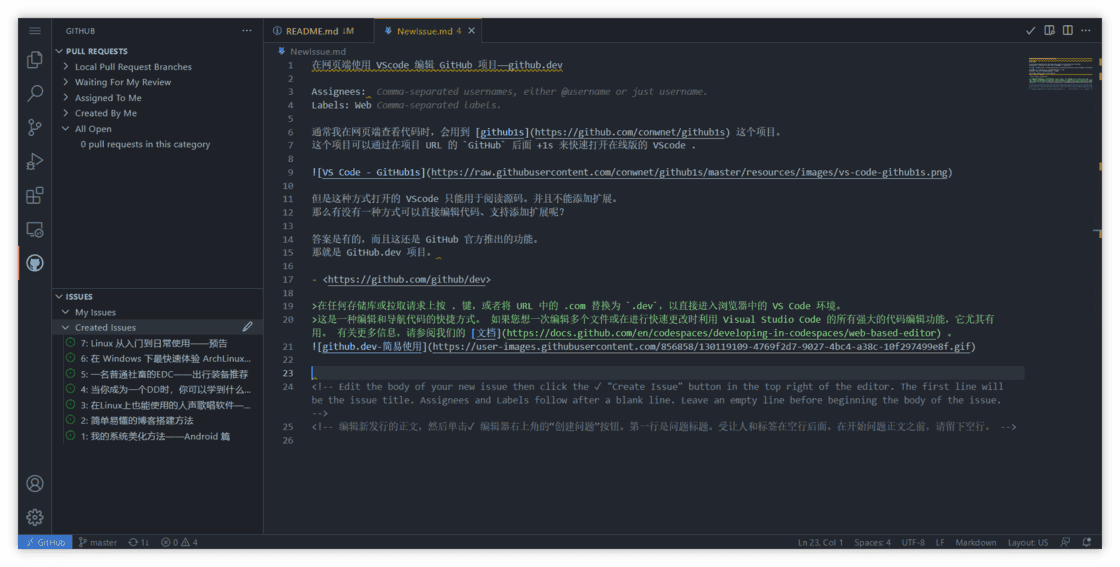 GITHUB
PULL REQUESTS
Local Pull Request Branches
Waiting For My Review
Assigned To Me
Created By Me
All Open
0 pull requests in this category
ISSUES
My Issues
Created Issues
7: Linux 从入门到日常使用——预告
6: 在 Windows 下最快速体验 ArchLinux...
5: 一名普通社畜的EDC——出行装备推荐
4: 当你成为一个DD时，你可以学到什么...
3: 在Linux上也能使用的人声歌唱软件—...
2: 简单易懂的博客搭建方法
1: 我的系统美化方法——Android 篇
README.md ↓M
NewIssue.md 4
NewIssue.md
1 在网页端使用 VScode 编辑 GitHub 项目——github.dev
2
3 Assignees: Comma-separated usernames, either @username or just username.
4 Labels: Web Comma-separated labels.
5
6 通常我在网页端查看代码时，会用到 [github1s](https://github.com/conwnet/github1s) 这个项目。
7 这个项目可以通过在项目 URL 的 `GitHub` 后面 +1s 来快速打开在线版的 VScode .
8
9 ![VS Code - GitHub1s](https://raw.githubusercontent.com/conwnet/github1s/master/resources/images/vs-code-github1s.png)
10
11 但是这种方式打开的 VScode 只能用于阅读源码。并且不能添加扩展。
12 那么有没有一种方式可以直接编辑代码、支持添加扩展呢？
13
14 答案是有的，而且这还是 GitHub 官方推出的功能。
15 那就是 GitHub.dev 项目。
16
17 - <https://github.com/github/dev>
18
19 >在任何存储库或拉取请求上按 . 键，或者将 URL 中的 .com 替换为 `.dev`，以直接进入浏览器中的 VS Code 环境。
20 >这是一种编辑和导航代码的快捷方式。 如果您想一次编辑多个文件或在进行快速更改时利用 Visual Studio Code 的所有强大的代码编辑功能，它尤其有
用。 有关更多信息，请参阅我们的 [文档](https://docs.github.com/en/codespaces/developing-in-codespaces/web-based-editor) 。
21 ![github.dev-简易使用](https://user-images.githubusercontent.com/856858/130119109-4769f2d7-9027-4bc4-a38c-10f297499e8f.gif)
22
23
24 <!-- Edit the body of your new issue then click the ✓ "Create Issue" button in the top right of the editor. The first line will
be the issue title. Assignees and Labels follow after a blank line. Leave an empty line before beginning the body of the issue.
-->
25 <!-- 编辑新发行的正文，然后单击✓ 编辑器右上角的“创建问题”按钮。第一行是问题标题。受让人和标签在空行后面。在开始问题正文之前，请留下空行。 -->
26
GitHub
master
1↓
0 4
Ln 23, Col 1
Spaces: 4
UTF-8
LF
Markdown
Layout: US